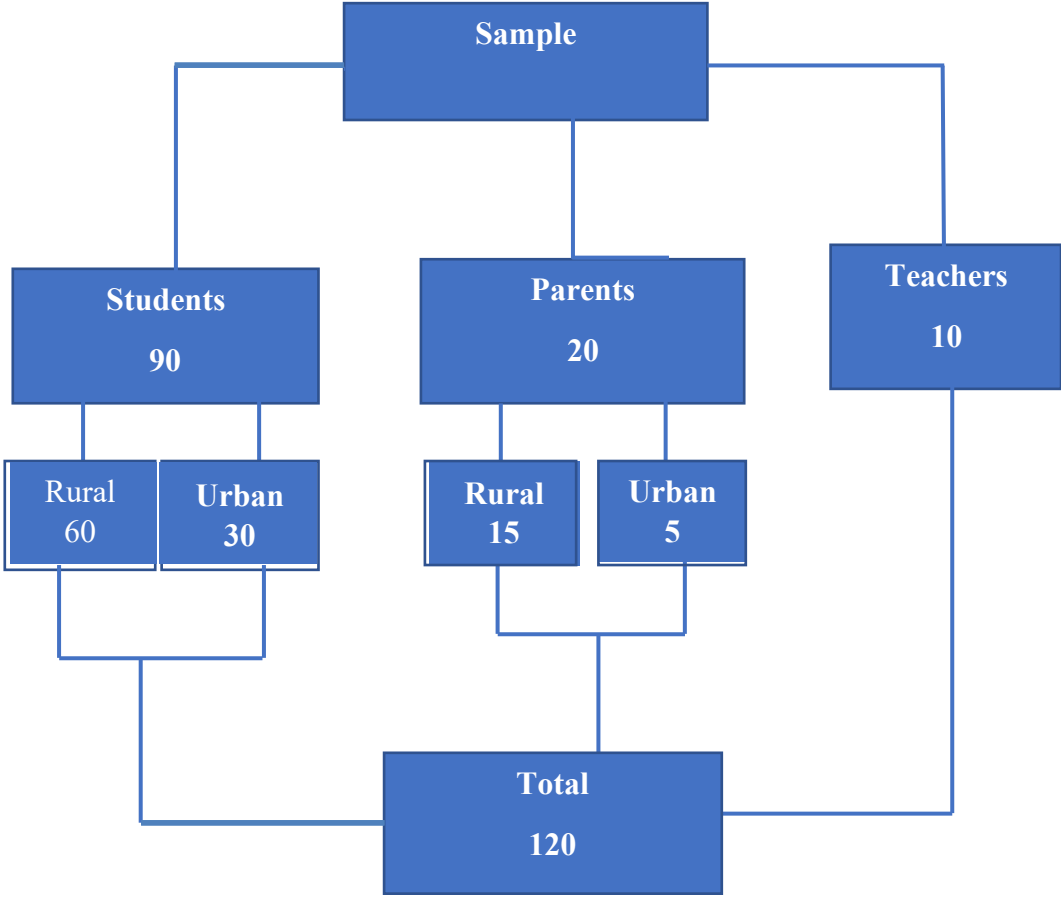 Sample
Students
90
Parents
20
Teachers
10
Rural
60
Urban
30
Rural
15
Urban
5
Total
120